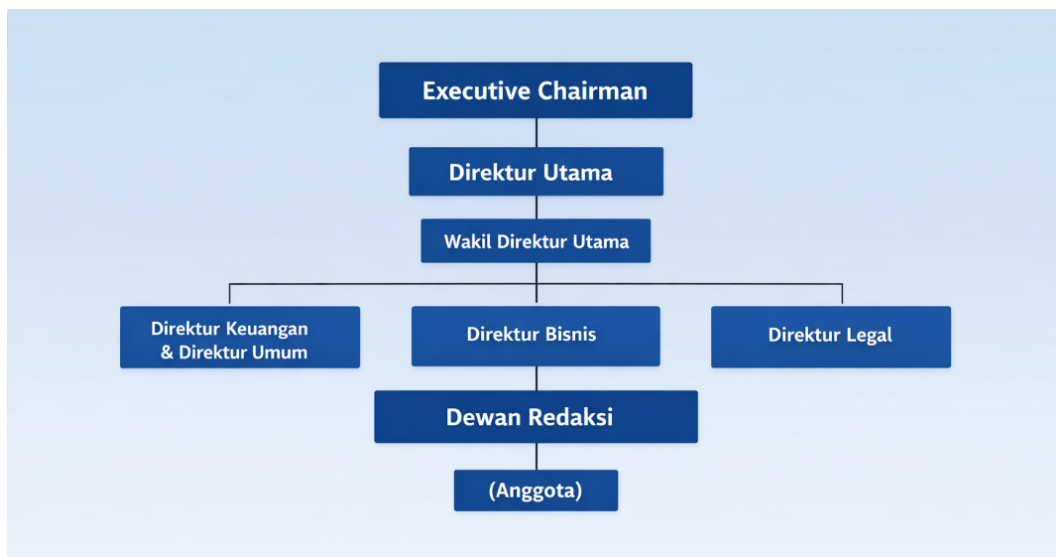 Executive Chairman
Direktur Utama
Wakil Direktur Utama
Direktur Keuangan
& Direktur Umum
Direktur Bisnis
Direktur Legal
Dewan Redaksi
(Anggota)